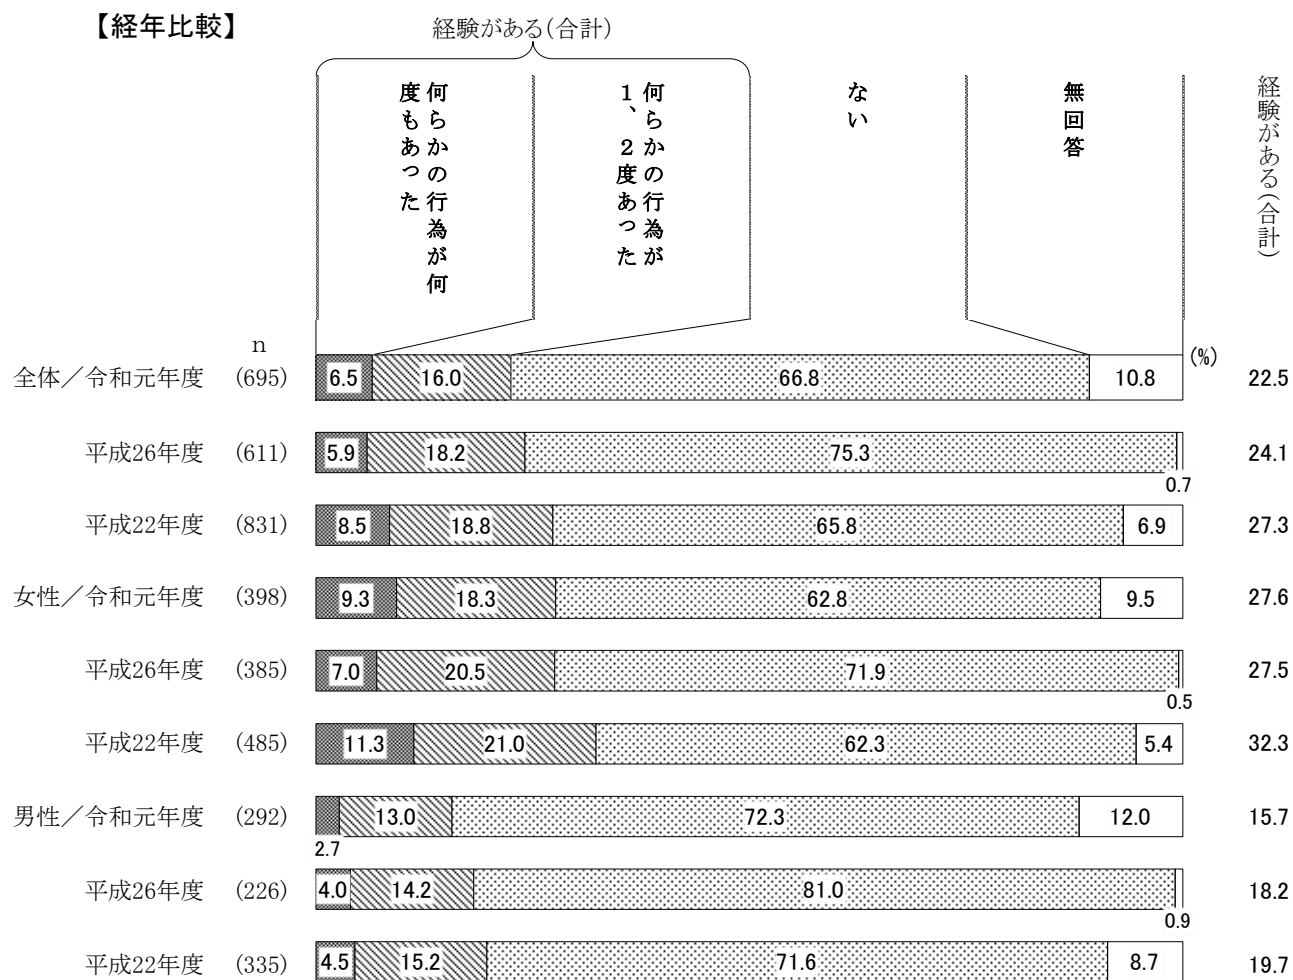 【経年比較】
経験がある(合計)
何らかの行為が何
度もあった
何らかの行為が
1、2度あった
ない
無回答
経験がある(合計)
n
(%)
全体／令和元年度 (695) 6.5 16.0 66.8 10.8 22.5
平成26年度 (611) 5.9 18.2 75.3 0.7 24.1
平成22年度 (831) 8.5 18.8 65.8 6.9 27.3
女性／令和元年度 (398) 9.3 18.3 62.8 9.5 27.6
平成26年度 (385) 7.0 20.5 71.9 0.5 27.5
平成22年度 (485) 11.3 21.0 62.3 5.4 32.3
男性／令和元年度 (292) 2.7 13.0 72.3 12.0 15.7
平成26年度 (226) 4.0 14.2 81.0 0.9 18.2
平成22年度 (335) 4.5 15.2 71.6 8.7 19.7